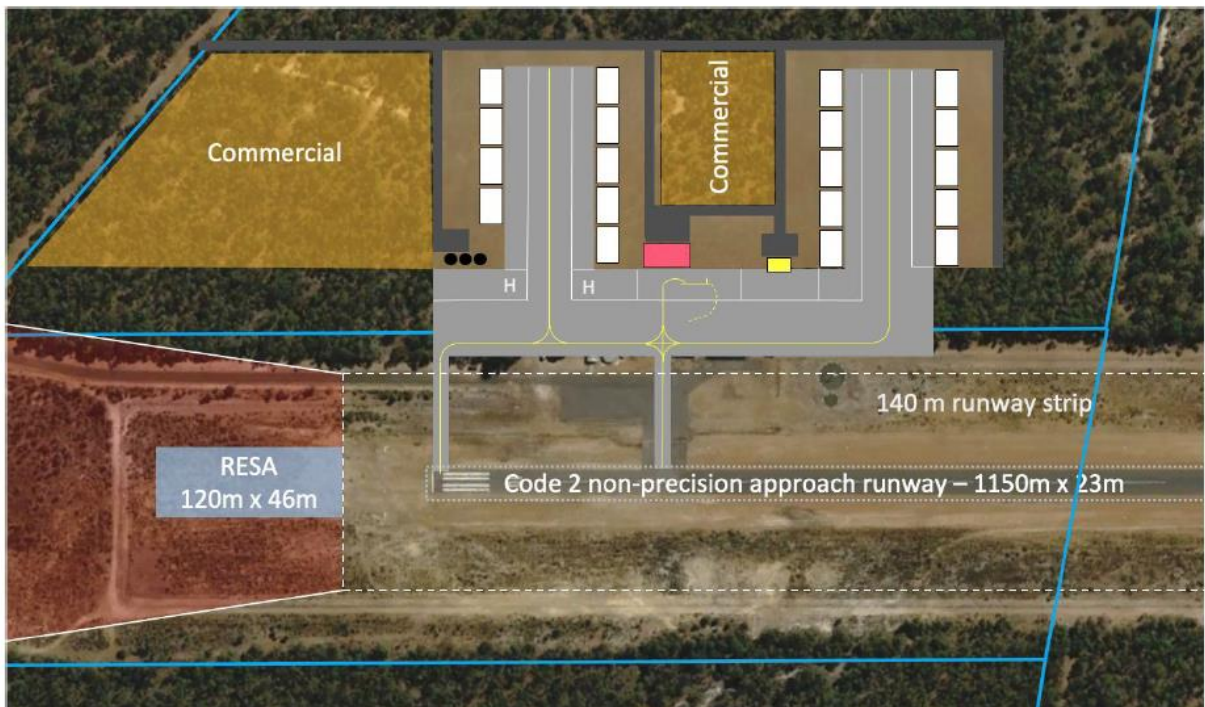 Commercial
Commercial
H
H
140 m runway strip
RESA
120m x 46m
Code 2 non-precision approach runway – 1150m x 23m